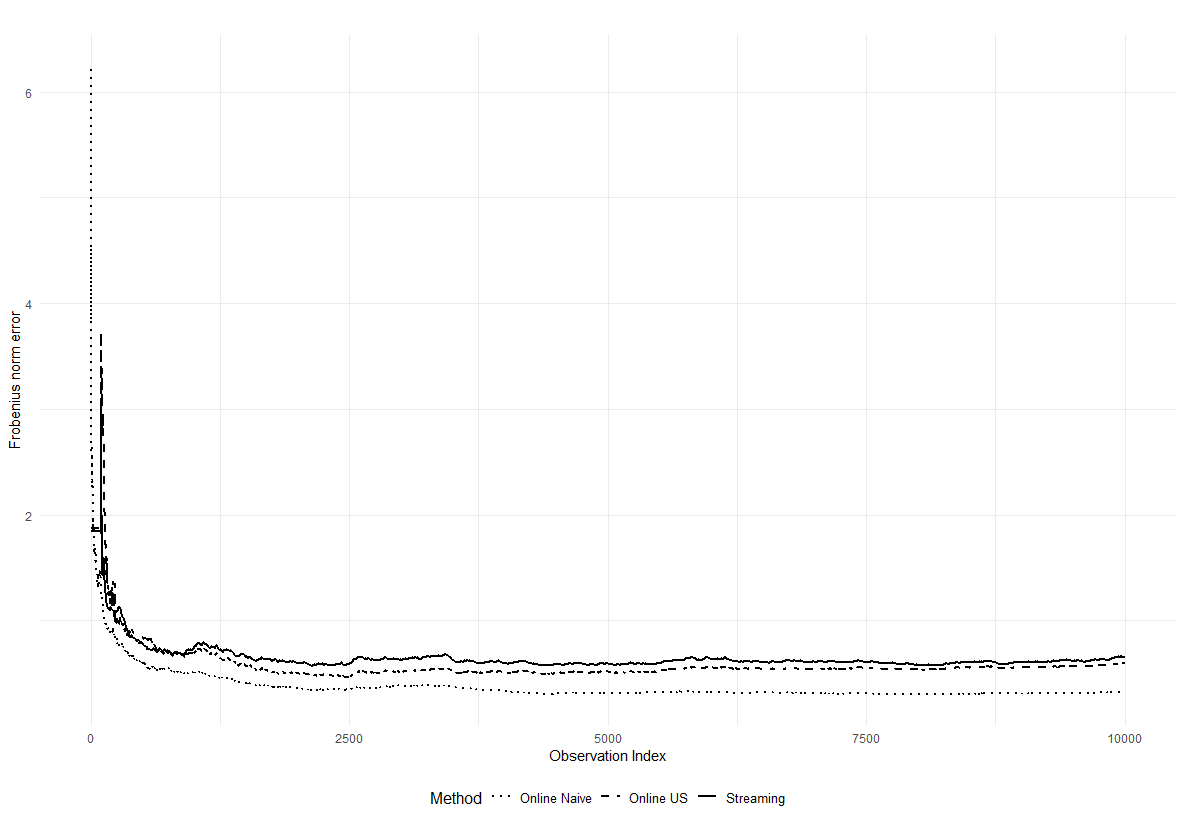 6
4
2
Frobenius norm error
0 2500 5000 7500 10000
Observation Index
Method Online Naive Online US Streaming